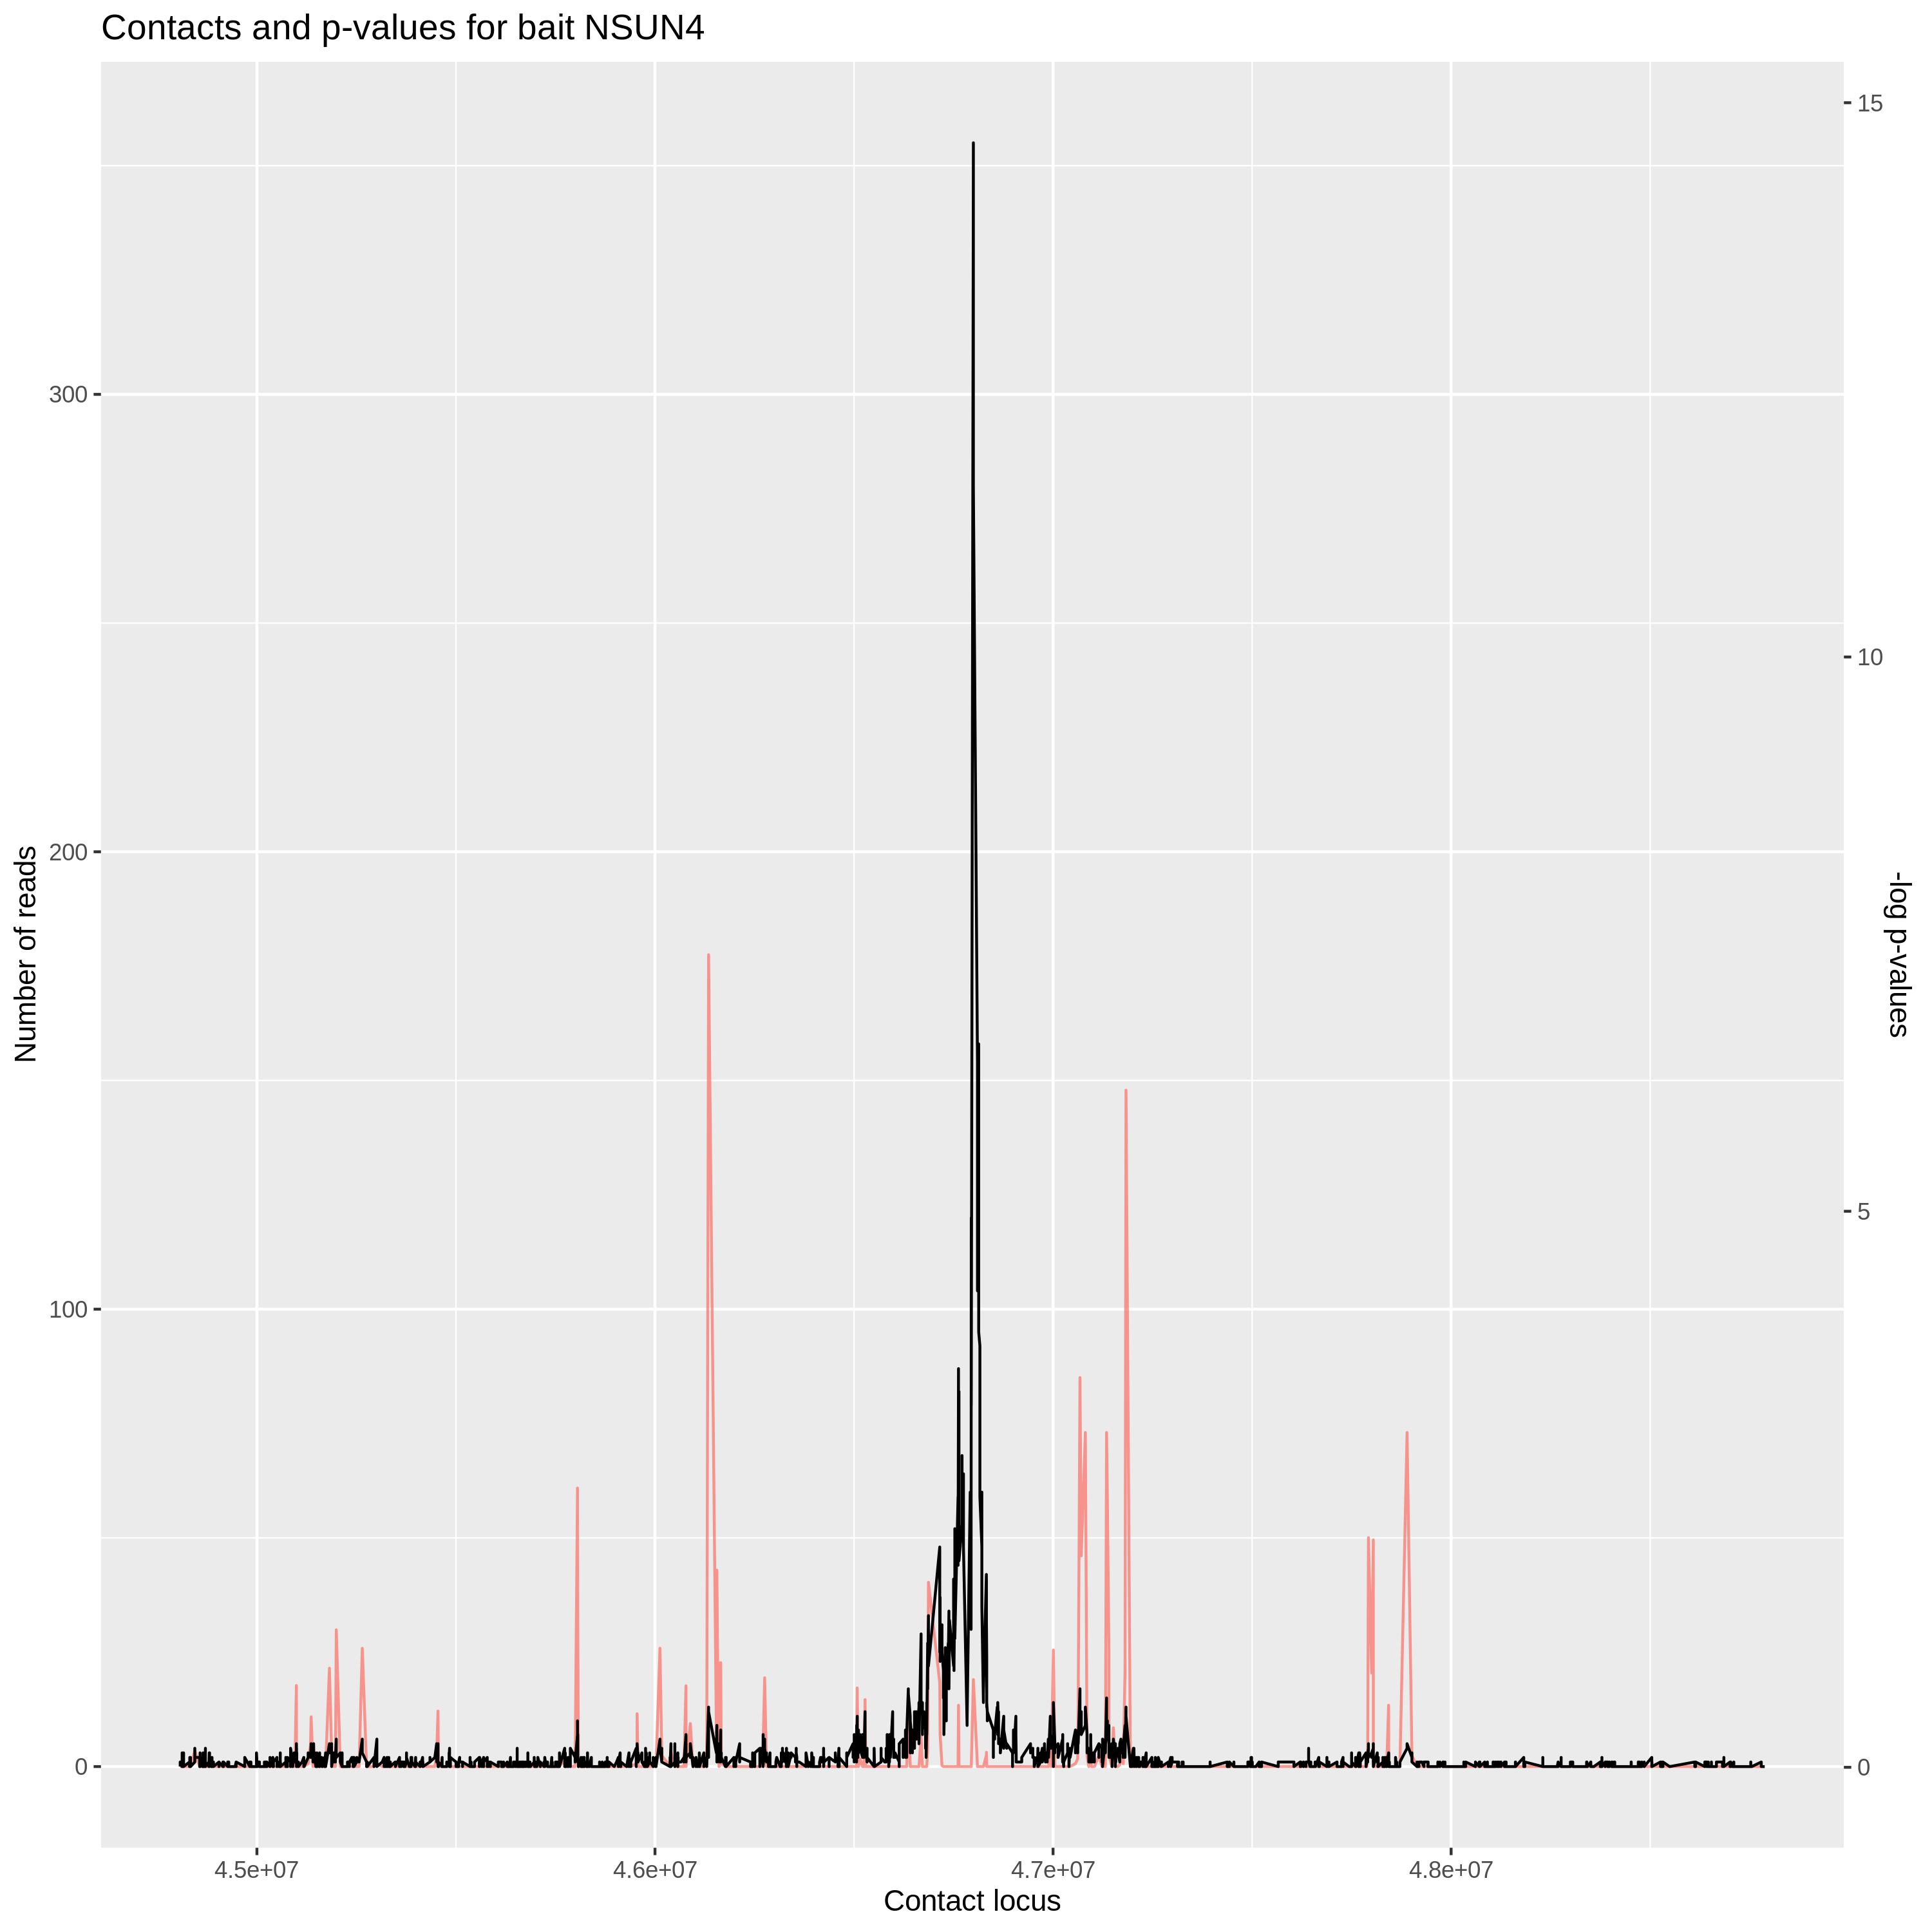 Contacts and p-values for bait NSUN4
15
300
10
200
Number of reads
-log p-values
5
100
0
0
4.5e+07
4.6e+07
4.7e+07
4.8e+07
Contact locus